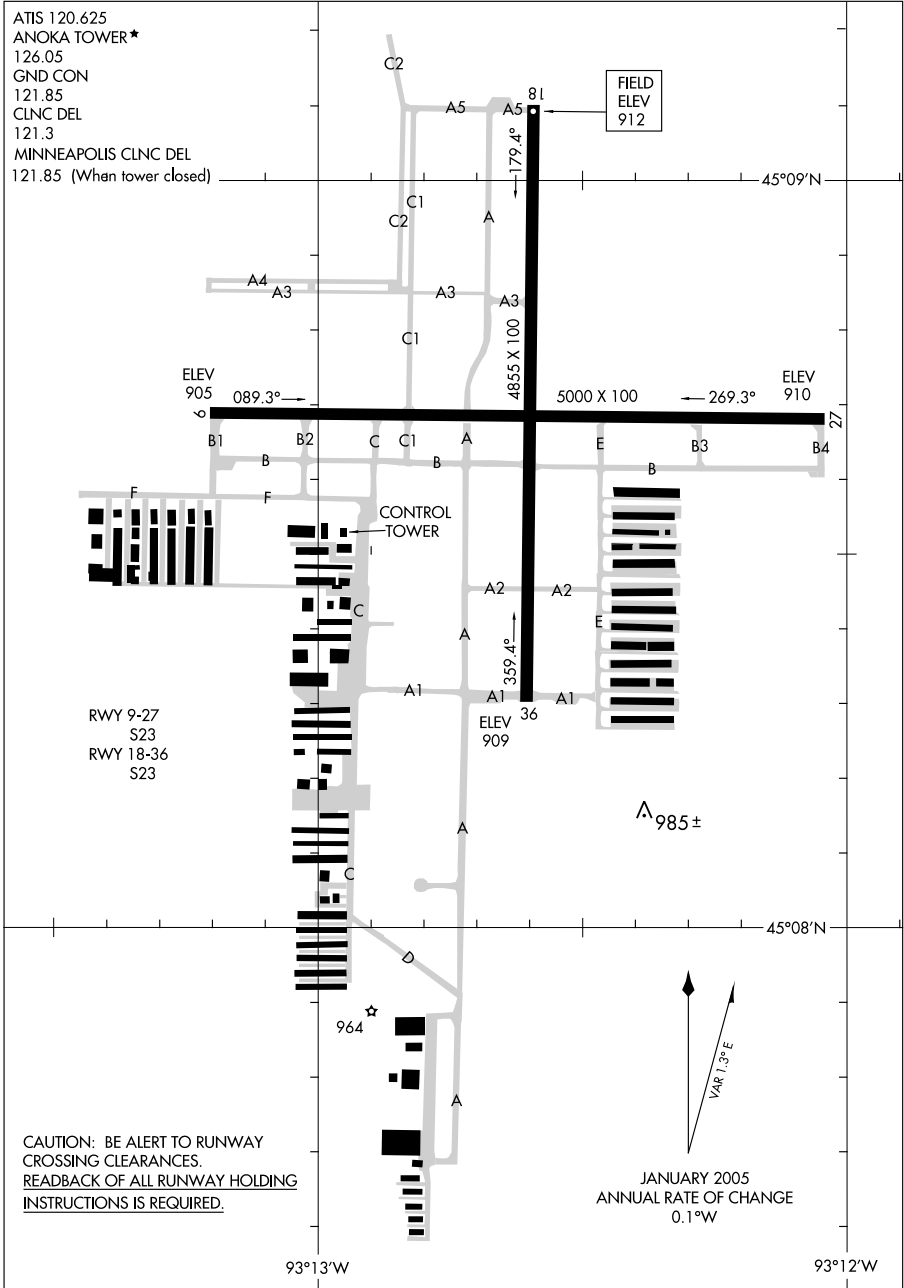 ATIS 120.625
ANOKA TOWER★
126.05
GND CON
121.85
CLNC DEL
121.3
MINNEAPOLIS CLNC DEL
121.85 (When tower closed)
C2
A5
A5
18
FIELD
ELEV
912
179.4°
45°09'N
C1
C2
A
A4
A3
A3
A3
C1
4855 X 100
ELEV
905
089.3°
5000 X 100
269.3°
ELEV
910
9
27
B1
B2
C
C1
A
E
B3
B4
B
B
B
F
F
CONTROL
TOWER
A2
A2
C
A
E
359.4°
A1
A1
A1
36
ELEV
909
RWY 9-27
S23
RWY 18-36
S23
985 ±
A
C
45°08'N
D
964
VAR 1.3° E
A
CAUTION: BE ALERT TO RUNWAY
CROSSING CLEARANCES.
READBACK OF ALL RUNWAY HOLDING
INSTRUCTIONS IS REQUIRED.
JANUARY 2005
ANNUAL RATE OF CHANGE
0.1°W
93°13'W
93°12'W